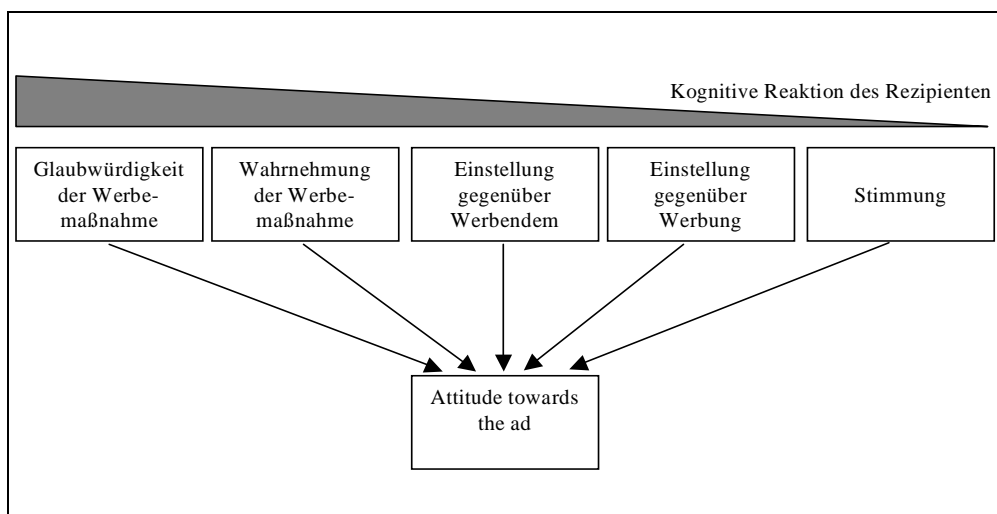 Kognitive Reaktion des Rezipienten
Glaubwürdigkeit
der Werbe-
maßnahme
Wahrnehmung
der Werbe-
maßnahme
Einstellung
gegenüber
Werbendem
Einstellung
gegenüber
Werbung
Stimmung
Attitude towards
the ad